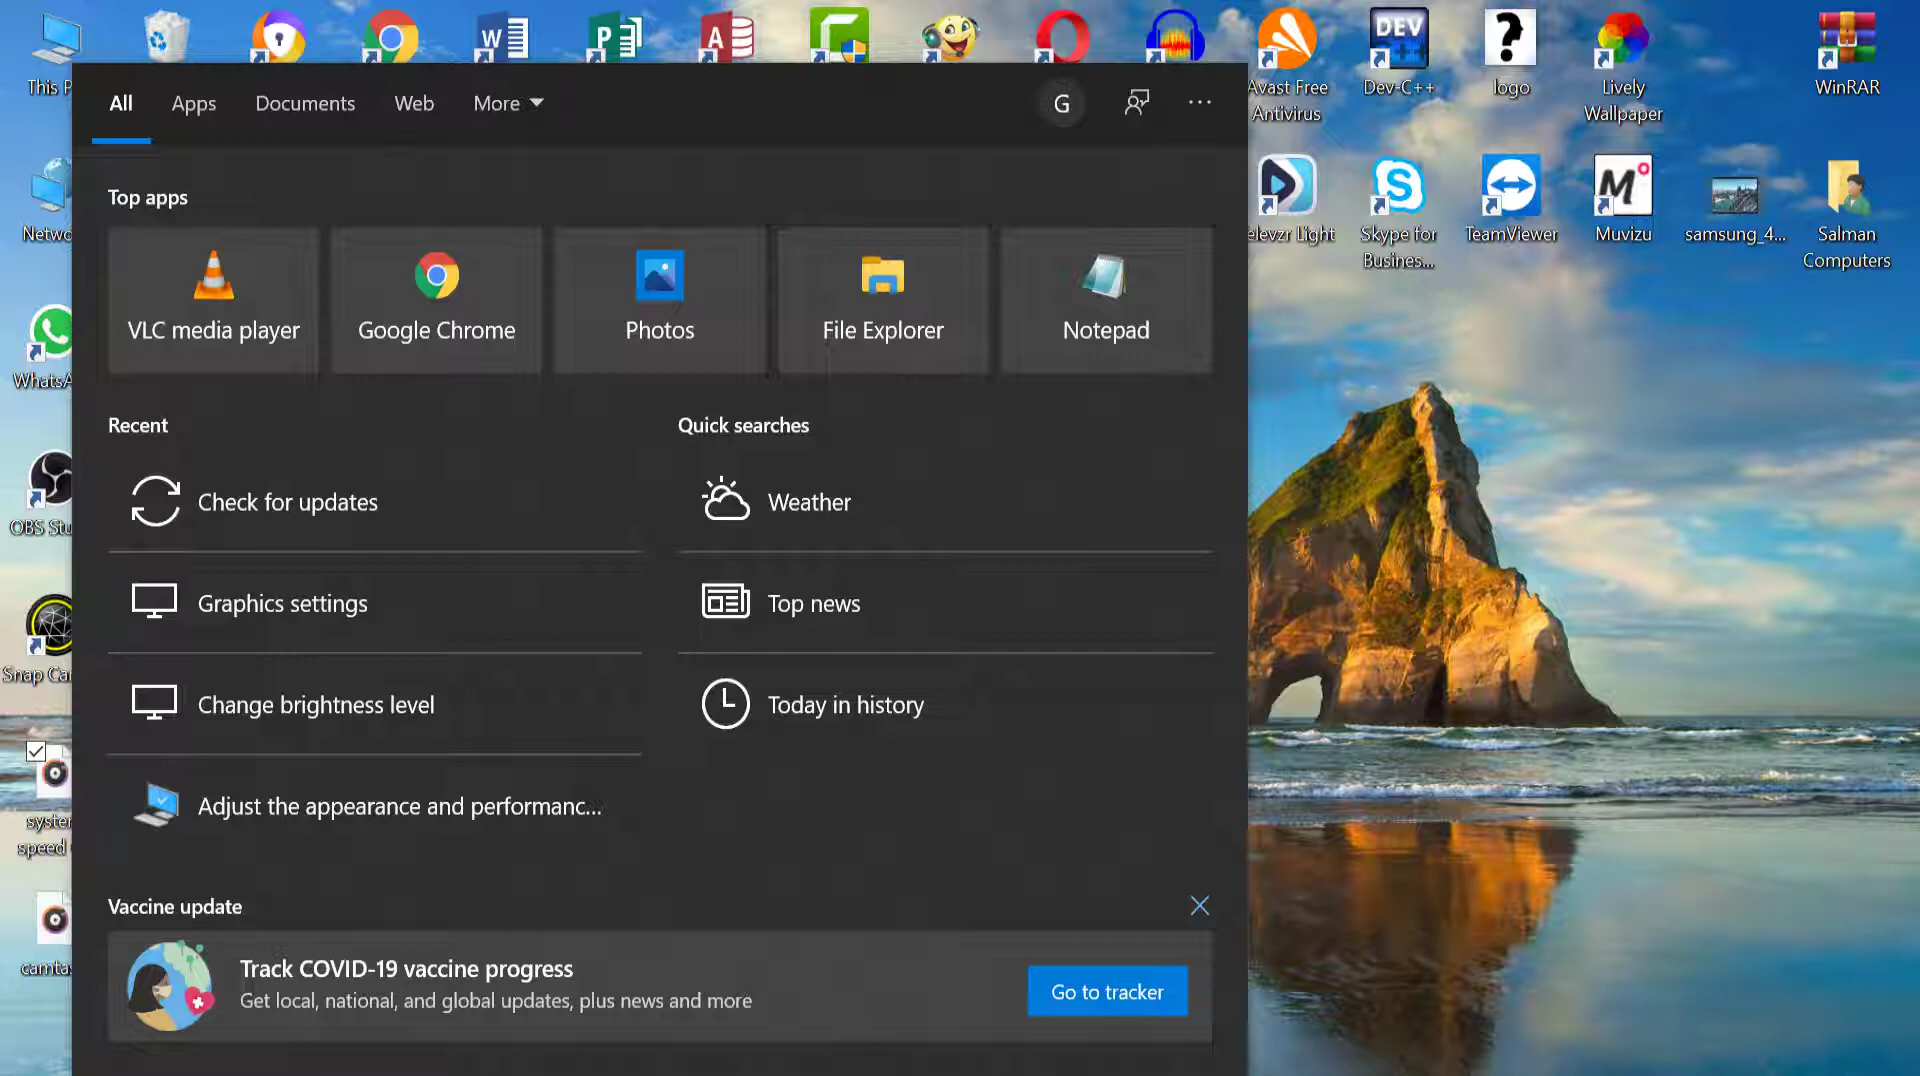 All
Apps
Documents
Web
More
G
Top apps
VLC media player
Google Chrome
Photos
File Explorer
Notepad
Recent
Check for updates
Graphics settings
Change brightness level
Adjust the appearance and performanc...
Quick searches
Weather
Top news
Today in history
Vaccine update
Track COVID-19 vaccine progress
Get local, national, and global updates, plus news and more
Go to tracker
This P
Netwo
WhatsA
OBS Stu
Snap Ca
syste
speed
camta
W
P
A
Avast Free
Antivirus
DEV
Dev-C++
?
logo
Lively
Wallpaper
WinRAR
elevzr Light
S
Skype for
Busines...
TeamViewer
M
Muvizu
samsung_4...
Salman
Computers